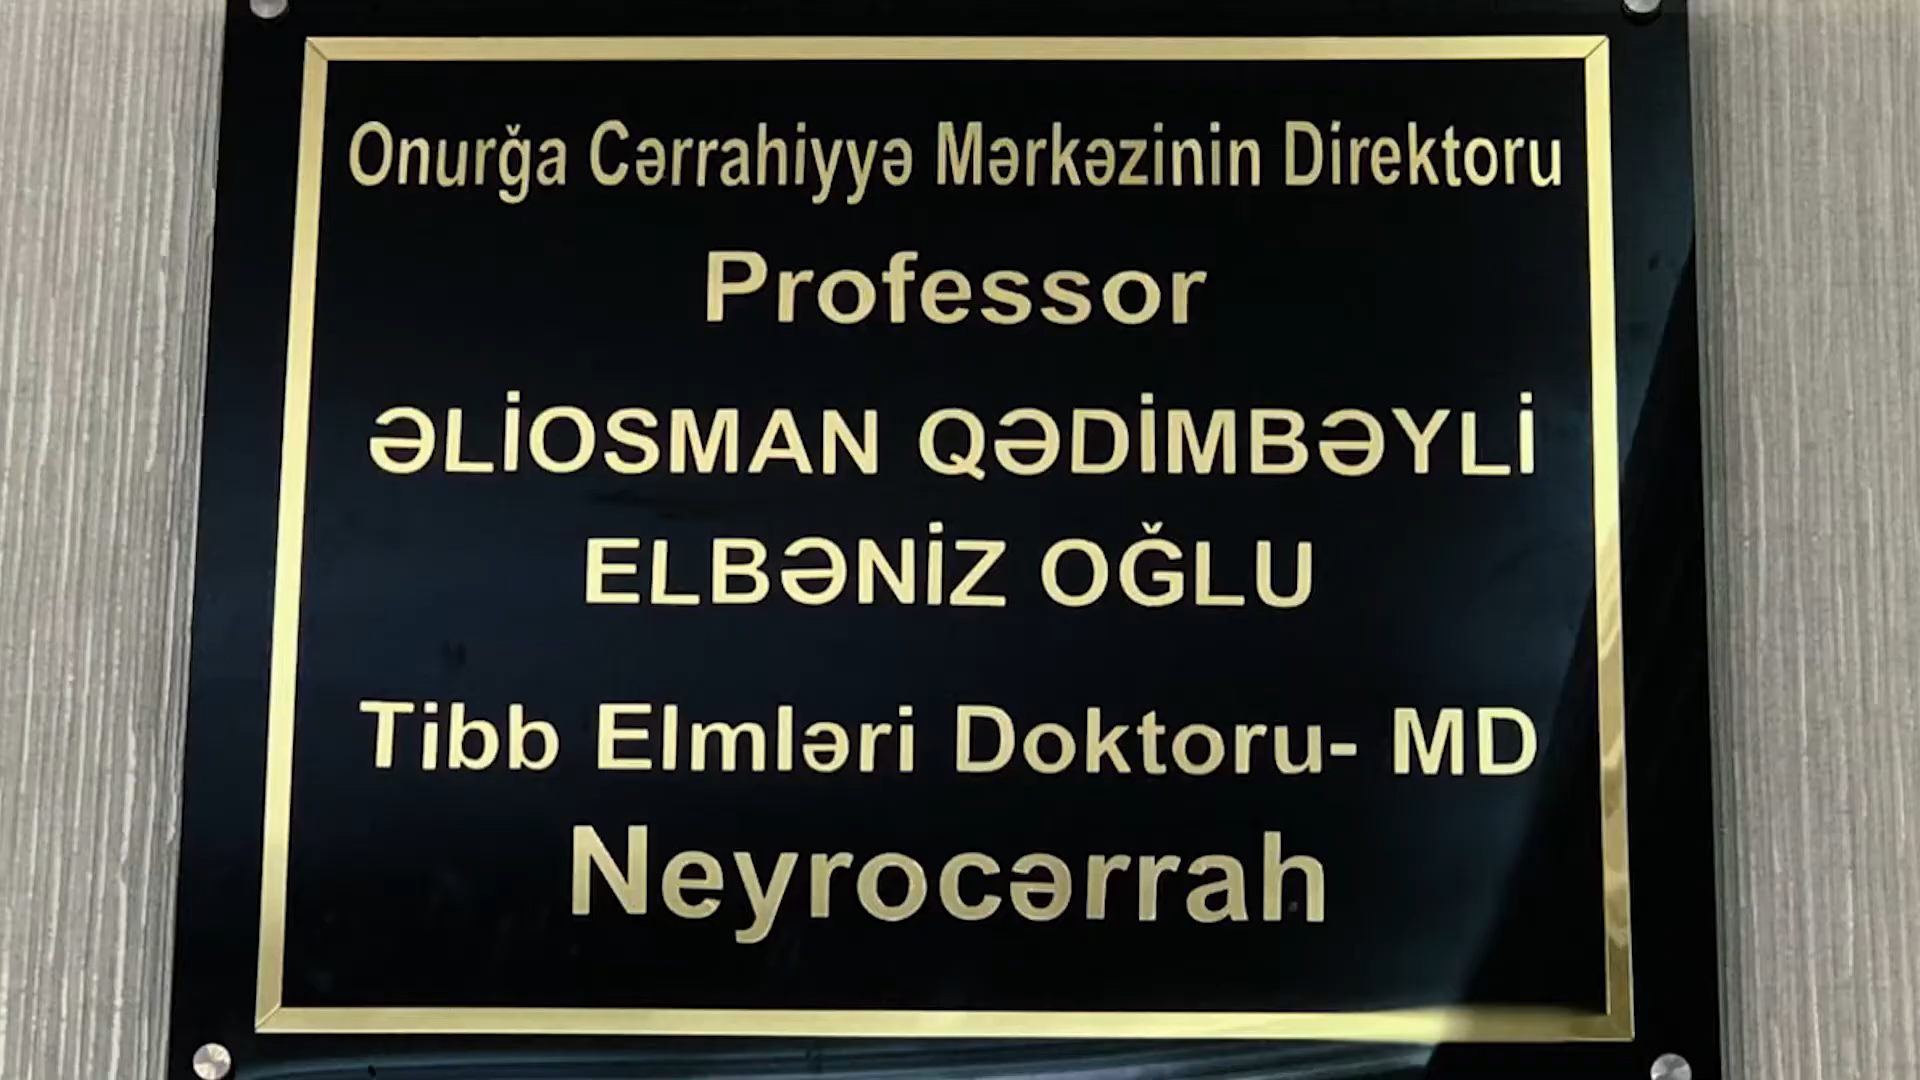 Onurğa Cərrahiyyə Mərkəzinin Direktoru
Professor
ƏLİOSMAN QƏDİMBƏYLİ
ELBƏNİZ OĞLU
Tibb Elmləri Doktoru- MD
Neyrocərrah